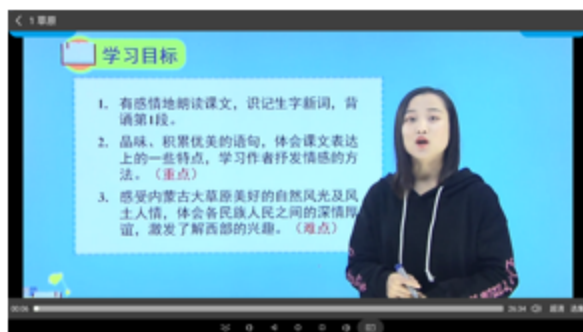 1 草原
学习目标
1. 有感情地朗读课文，识记生字新词，背
诵第1段。
2. 品味、积累优美的语句，体会课文表达
上的一些特点，学习作者抒发情感的方
法。（重点）
3. 感受内蒙古大草原美好的自然风光及风
土人情，体会各民族人民之间的深情厚
谊，激发了解西部的兴趣。（难点）
00:06
26:34